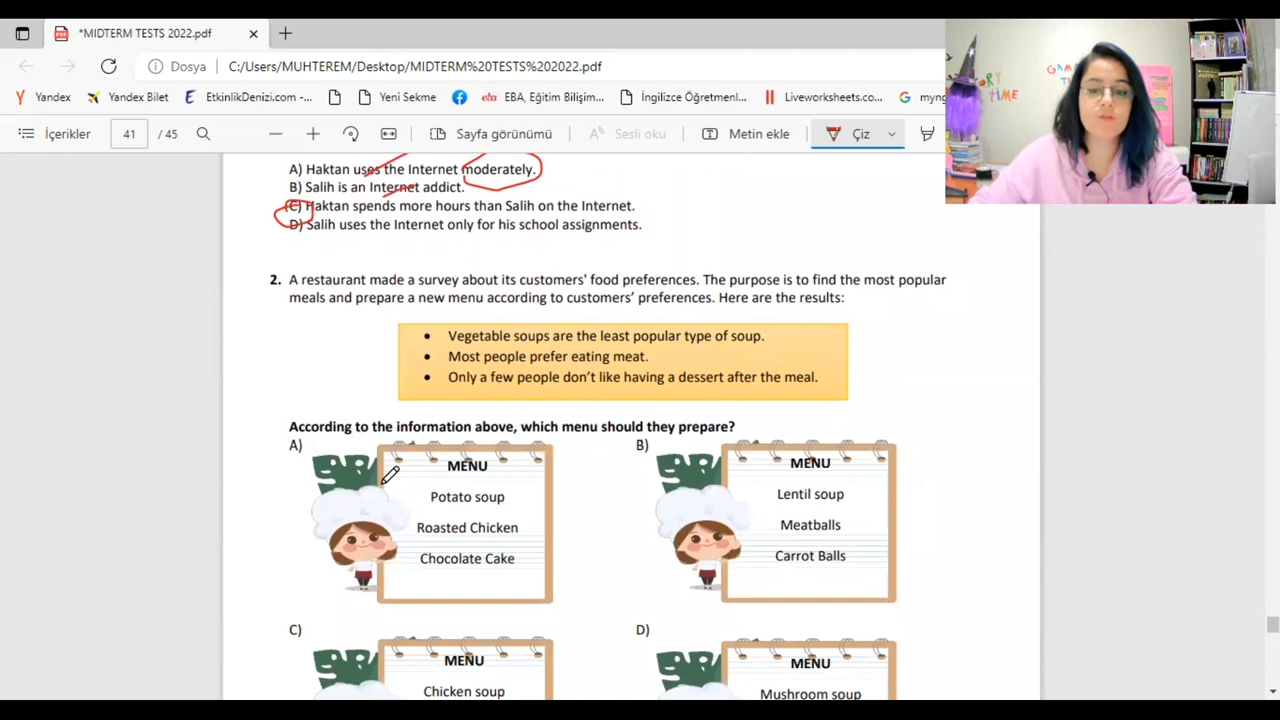 *MIDTERM TESTS 2022.pdf
Dosya
C:/Users/MUHTEREM/Desktop/MIDTERM%20TESTS%202022.pdf
Yandex
Yandex Bilet
EtkinlikDenizi.com -...
Yeni Sekme
eba
EBA, Eğitim Bilişim...
İngilizce Öğretmenl...
Liveworksheets.co...
myng
İçerikler
41
/ 45
Sayfa görünümü
Sesli oku
Metin ekle
Çiz
A) Haktan uses the Internet moderately.
B) Salih is an Internet addict.
C) Haktan spends more hours than Salih on the Internet.
D) Salih uses the Internet only for his school assignments.
2. A restaurant made a survey about its customers' food preferences. The purpose is to find the most popular
meals and prepare a new menu according to customers' preferences. Here are the results:
• Vegetable soups are the least popular type of soup.
• Most people prefer eating meat.
• Only a few people don't like having a dessert after the meal.
According to the information above, which menu should they prepare?
A)
MENU
Potato soup
Roasted Chicken
Chocolate Cake
B)
MENU
Lentil soup
Meatballs
Carrot Balls
C)
MENU
Chicken soup
D)
MENU
Mushroom soup